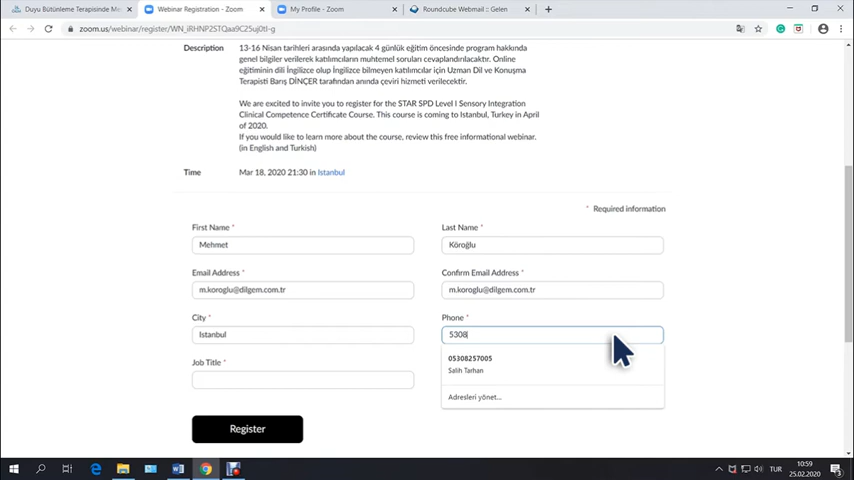 Duyu Bütünleme Terapisinde Me
Webinar Registration - Zoom
My Profile - Zoom
Roundcube Webmail :: Gelen
zoom.us/webinar/register/WN_iRHNP2STQaa9C25uj0ti-g
Description
13-16 Nisan tarihleri arasında yapılacak 4 günlük eğitim öncesinde program hakkında
genel bilgiler verilerek katılımcıların muhtemel soruları cevaplandırılacaktır. Online
eğitiminin dili İngilizce olup İngilizce bilmeyen katılımcılar için Uzman Dil ve Konuşma
Terapisti Barış DİNÇER tarafından anında çeviri hizmeti verilecektir.
We are excited to invite you to register for the STAR SPD Level I Sensory Integration
Clinical Competence Certificate Course. This course is coming to Istanbul, Turkey in April
of 2020.
If you would like to learn more about the course, review this free informational webinar.
(in English and Turkish)
Time
Mar 18, 2020 21:30 in Istanbul
* Required information
First Name *
Last Name *
Mehmet
Köroğlu
Email Address *
Confirm Email Address *
m.koroglu@dilgem.com.tr
m.koroglu@dilgem.com.tr
City *
Phone *
Istanbul
5308
Job Title *
05308257005
Salih Tarhan
Adresleri yönet...
Register
TUR
10:59
25.02.2020